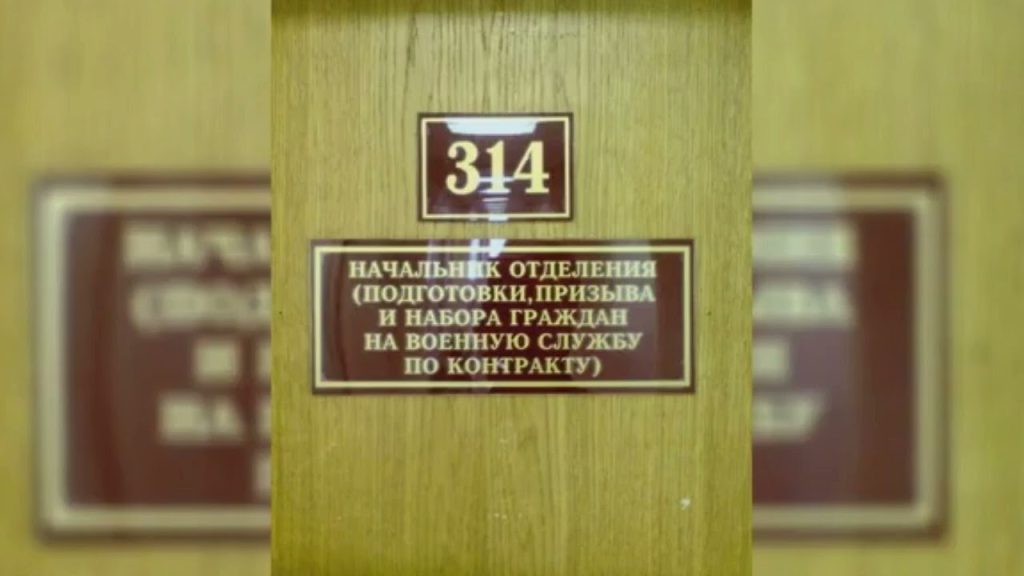 314
НАЧАЛЬНИК ОТДЕЛЕНИЯ
(ПОДГОТОВКИ,ПРИЗЫВА
И НАБОРА ГРАЖДАН
НА ВОЕННУЮ СЛУЖБУ
ПО КОНТРАКТУ)